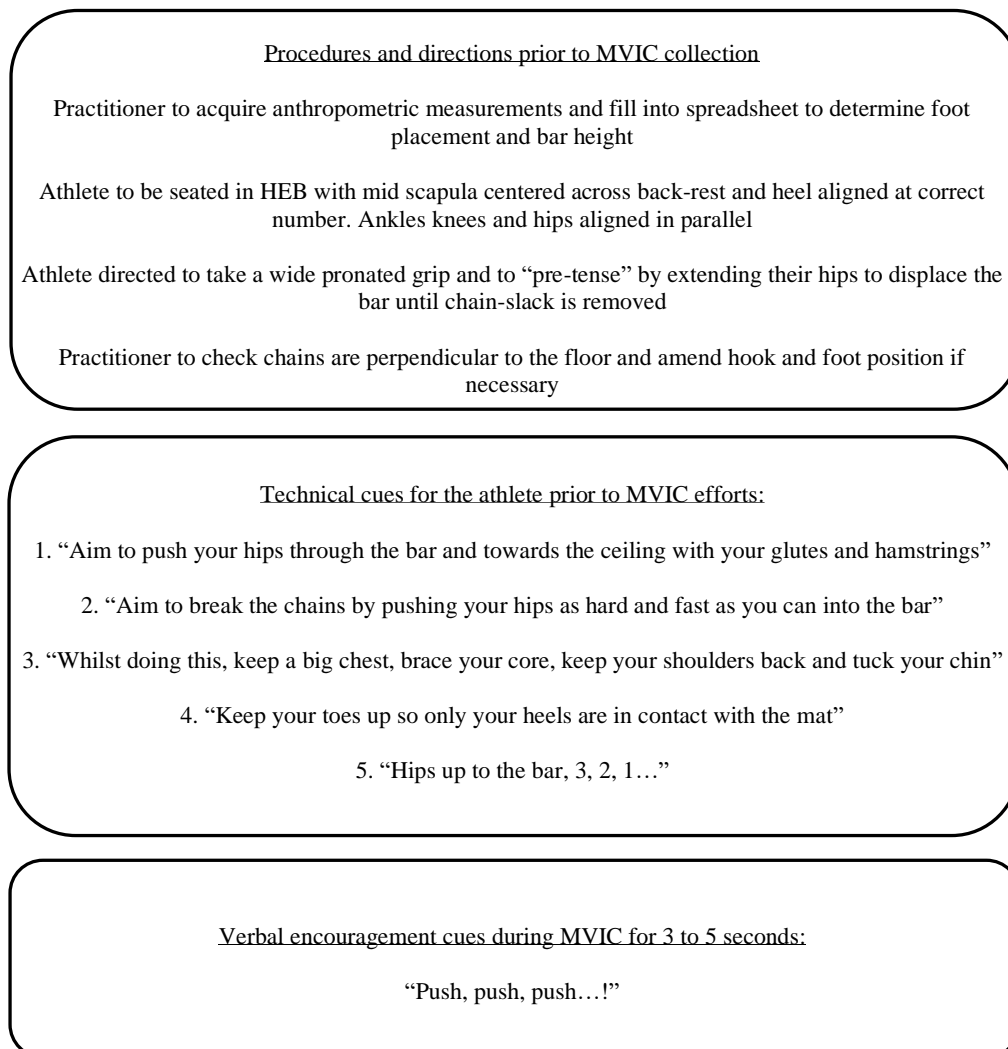 Procedures and directions prior to MVIC collection
Practitioner to acquire anthropometric measurements and fill into spreadsheet to determine foot
placement and bar height
Athlete to be seated in HEB with mid scapula centered across back-rest and heel aligned at correct
number. Ankles knees and hips aligned in parallel
Athlete directed to take a wide pronated grip and to “pre-tense” by extending their hips to displace the
bar until chain-slack is removed
Practitioner to check chains are perpendicular to the floor and amend hook and foot position if
necessary
Technical cues for the athlete prior to MVIC efforts:
1. “Aim to push your hips through the bar and towards the ceiling with your glutes and hamstrings”
2. “Aim to break the chains by pushing your hips as hard and fast as you can into the bar”
3. “Whilst doing this, keep a big chest, brace your core, keep your shoulders back and tuck your chin”
4. “Keep your toes up so only your heels are in contact with the mat”
5. “Hips up to the bar, 3, 2, 1…”
Verbal encouragement cues during MVIC for 3 to 5 seconds:
“Push, push, push…!”